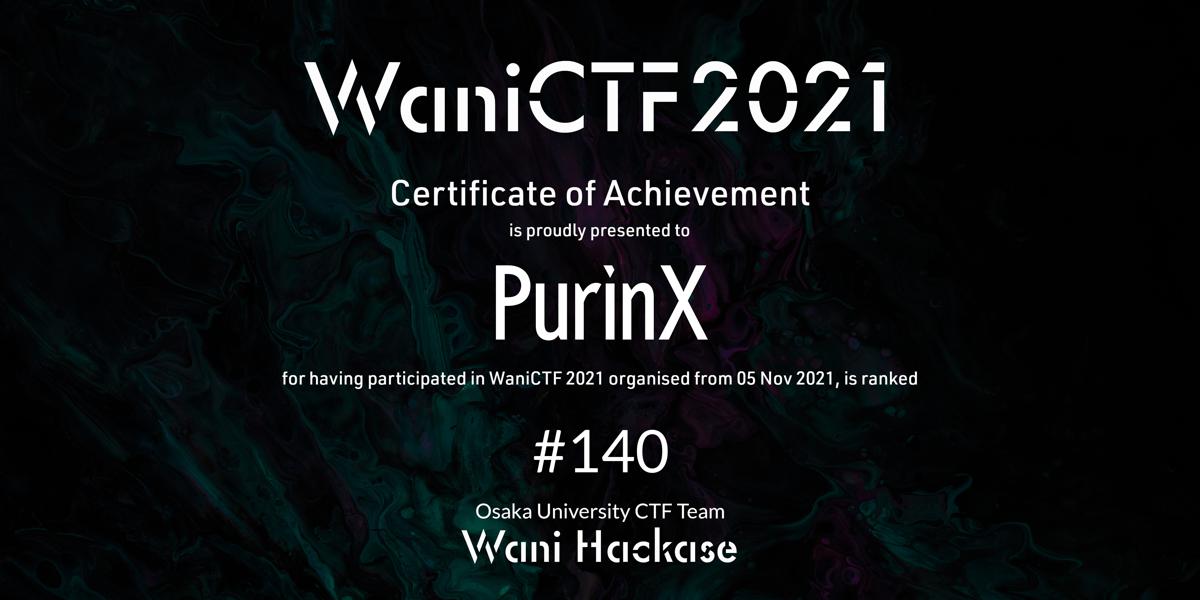 WaniCTF2021
Certificate of Achievement
is proudly presented to
PurinX
for having participated in WaniCTF 2021 organised from 05 Nov 2021, is ranked
#140
Osaka University CTF Team
Wani Hackase